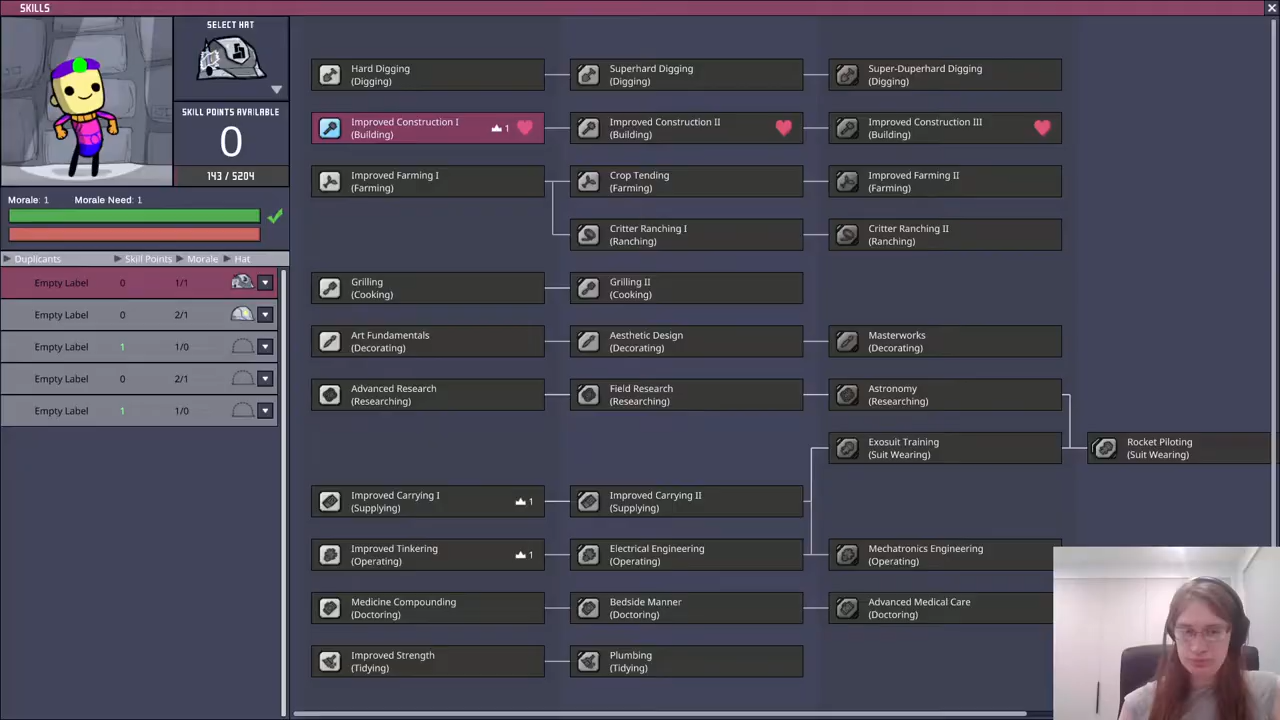 SKILLS
SELECT HAT
SKILL POINTS AVAILABLE
0
143 / 5204
Morale: 1 Morale Need: 1
Duplicants Skill Points Morale Hat
Empty Label 0 1/1
Empty Label 0 2/1
Empty Label 1 1/0
Empty Label 0 2/1
Empty Label 1 1/0
Hard Digging
(Digging)
Superhard Digging
(Digging)
Super-Duperhard Digging
(Digging)
Improved Construction I
(Building)
1
Improved Construction II
(Building)
Improved Construction III
(Building)
Improved Farming I
(Farming)
Crop Tending
(Farming)
Improved Farming II
(Farming)
Critter Ranching I
(Ranching)
Critter Ranching II
(Ranching)
Grilling
(Cooking)
Grilling II
(Cooking)
Art Fundamentals
(Decorating)
Aesthetic Design
(Decorating)
Masterworks
(Decorating)
Advanced Research
(Researching)
Field Research
(Researching)
Astronomy
(Researching)
Exosuit Training
(Suit Wearing)
Rocket Piloting
(Suit Wearing)
Improved Carrying I
(Supplying)
1
Improved Carrying II
(Supplying)
Improved Tinkering
(Operating)
1
Electrical Engineering
(Operating)
Mechatronics Engineering
(Operating)
Medicine Compounding
(Doctoring)
Bedside Manner
(Doctoring)
Advanced Medical Care
(Doctoring)
Improved Strength
(Tidying)
Plumbing
(Tidying)